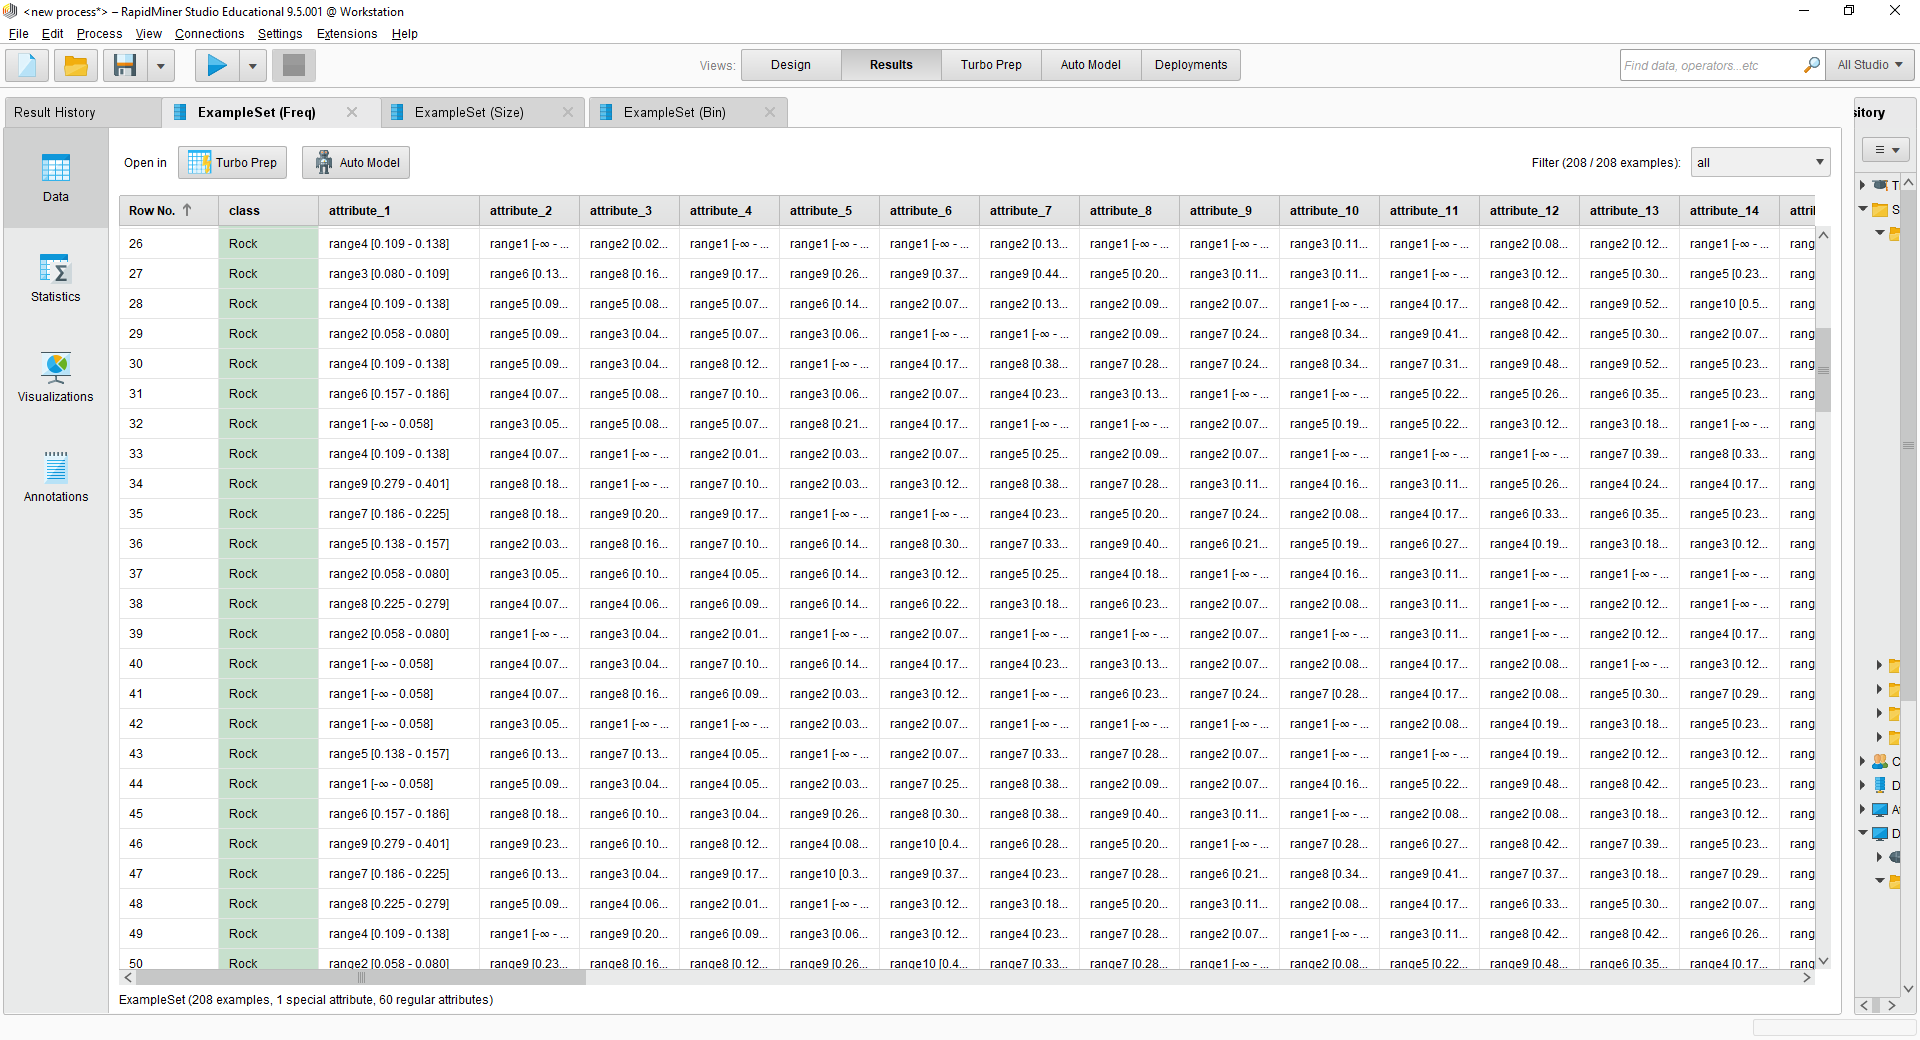 <new process*> – RapidMiner Studio Educational 9.5.001 @ Workstation
File Edit Process View Connections Settings Extensions Help
Views: Design Results Turbo Prep Auto Model Deployments Find data, operators...etc All Studio
Result History ExampleSet (Freq) ExampleSet (Size) ExampleSet (Bin) sitory
Open in Turbo Prep Auto Model Filter (208 / 208 examples): all
Data
Statistics
Visualizations
Annotations
Row No. class attribute_1 attribute_2 attribute_3 attribute_4 attribute_5 attribute_6 attribute_7 attribute_8 attribute_9 attribute_10 attribute_11 attribute_12 attribute_13 attribute_14 attril
26 Rock range4 [0.109 - 0.138] range1 [-∞ - ... range2 [0.02... range1 [-∞ - ... range1 [-∞ - ... range1 [-∞ - ... range2 [0.13... range1 [-∞ - ... range1 [-∞ - ... range3 [0.11... range1 [-∞ - ... range2 [0.08... range2 [0.12... range1 [-∞ - ... rang
27 Rock range3 [0.080 - 0.109] range6 [0.13... range8 [0.16... range9 [0.17... range9 [0.26... range9 [0.37... range9 [0.44... range5 [0.20... range3 [0.11... range3 [0.11... range1 [-∞ - ... range3 [0.12... range5 [0.30... range5 [0.23... rang
28 Rock range4 [0.109 - 0.138] range5 [0.09... range5 [0.08... range5 [0.07... range6 [0.14... range2 [0.07... range2 [0.13... range2 [0.09... range2 [0.07... range1 [-∞ - ... range4 [0.17... range8 [0.42... range9 [0.52... range10 [0.5... rang
29 Rock range2 [0.058 - 0.080] range5 [0.09... range3 [0.04... range5 [0.07... range3 [0.06... range1 [-∞ - ... range1 [-∞ - ... range2 [0.09... range7 [0.24... range8 [0.34... range9 [0.41... range8 [0.42... range5 [0.30... range2 [0.07... rang
30 Rock range4 [0.109 - 0.138] range5 [0.09... range3 [0.04... range8 [0.12... range1 [-∞ - ... range4 [0.17... range8 [0.38... range7 [0.28... range7 [0.24... range8 [0.34... range7 [0.31... range9 [0.48... range9 [0.52... range5 [0.23... rang
31 Rock range6 [0.157 - 0.186] range4 [0.07... range5 [0.08... range7 [0.10... range3 [0.06... range2 [0.07... range4 [0.23... range3 [0.13... range1 [-∞ - ... range1 [-∞ - ... range5 [0.22... range5 [0.26... range6 [0.35... range5 [0.23... rang
32 Rock range1 [-∞ - 0.058] range3 [0.05... range5 [0.08... range5 [0.07... range8 [0.21... range4 [0.17... range1 [-∞ - ... range1 [-∞ - ... range2 [0.07... range5 [0.19... range5 [0.22... range3 [0.12... range3 [0.18... range1 [-∞ - ... rang
33 Rock range4 [0.109 - 0.138] range4 [0.07... range1 [-∞ - ... range2 [0.01... range2 [0.03... range2 [0.07... range5 [0.25... range2 [0.09... range2 [0.07... range1 [-∞ - ... range1 [-∞ - ... range1 [-∞ - ... range7 [0.39... range8 [0.33... rang
34 Rock range9 [0.279 - 0.401] range8 [0.18... range1 [-∞ - ... range7 [0.10... range2 [0.03... range3 [0.12... range8 [0.38... range7 [0.28... range3 [0.11... range4 [0.16... range3 [0.11... range5 [0.26... range4 [0.24... range4 [0.17... rang
35 Rock range7 [0.186 - 0.225] range8 [0.18... range9 [0.20... range9 [0.17... range1 [-∞ - ... range1 [-∞ - ... range4 [0.23... range5 [0.20... range7 [0.24... range2 [0.08... range4 [0.17... range6 [0.33... range6 [0.35... range5 [0.23... rang
36 Rock range5 [0.138 - 0.157] range2 [0.03... range8 [0.16... range7 [0.10... range6 [0.14... range8 [0.30... range7 [0.33... range9 [0.40... range6 [0.21... range5 [0.19... range6 [0.27... range4 [0.19... range3 [0.18... range3 [0.12... rang
37 Rock range2 [0.058 - 0.080] range3 [0.05... range6 [0.10... range4 [0.05... range6 [0.14... range3 [0.12... range5 [0.25... range4 [0.18... range1 [-∞ - ... range4 [0.16... range3 [0.11... range1 [-∞ - ... range1 [-∞ - ... range1 [-∞ - ... rang
38 Rock range8 [0.225 - 0.279] range4 [0.07... range4 [0.06... range6 [0.09... range6 [0.14... range6 [0.22... range3 [0.18... range6 [0.23... range2 [0.07... range2 [0.08... range3 [0.11... range1 [-∞ - ... range2 [0.12... range1 [-∞ - ... rang
39 Rock range2 [0.058 - 0.080] range1 [-∞ - ... range3 [0.04... range2 [0.01... range1 [-∞ - ... range2 [0.07... range1 [-∞ - ... range1 [-∞ - ... range2 [0.07... range1 [-∞ - ... range3 [0.11... range1 [-∞ - ... range2 [0.12... range4 [0.17... rang
40 Rock range1 [-∞ - 0.058] range4 [0.07... range3 [0.04... range7 [0.10... range6 [0.14... range4 [0.17... range4 [0.23... range3 [0.13... range2 [0.07... range2 [0.08... range4 [0.17... range2 [0.08... range1 [-∞ - ... range3 [0.12... rang
41 Rock range1 [-∞ - 0.058] range4 [0.07... range8 [0.16... range6 [0.09... range2 [0.03... range3 [0.12... range1 [-∞ - ... range6 [0.23... range7 [0.24... range7 [0.28... range4 [0.17... range2 [0.08... range5 [0.30... range7 [0.29... rang
42 Rock range1 [-∞ - 0.058] range3 [0.05... range1 [-∞ - ... range1 [-∞ - ... range2 [0.03... range2 [0.07... range1 [-∞ - ... range1 [-∞ - ... range1 [-∞ - ... range1 [-∞ - ... range2 [0.08... range4 [0.19... range3 [0.18... range5 [0.23... rang
43 Rock range5 [0.138 - 0.157] range6 [0.13... range7 [0.13... range4 [0.05... range1 [-∞ - ... range2 [0.07... range7 [0.33... range7 [0.28... range2 [0.07... range1 [-∞ - ... range1 [-∞ - ... range4 [0.19... range2 [0.12... range3 [0.12... rang
44 Rock range1 [-∞ - 0.058] range5 [0.09... range3 [0.04... range4 [0.05... range2 [0.03... range7 [0.25... range8 [0.38... range2 [0.09... range2 [0.07... range4 [0.16... range5 [0.22... range9 [0.48... range8 [0.42... range5 [0.23... rang
45 Rock range6 [0.157 - 0.186] range8 [0.18... range6 [0.10... range3 [0.04... range9 [0.26... range8 [0.30... range8 [0.38... range9 [0.40... range3 [0.11... range1 [-∞ - ... range2 [0.08... range2 [0.08... range3 [0.18... range3 [0.12... rang
46 Rock range9 [0.279 - 0.401] range9 [0.23... range6 [0.10... range8 [0.12... range4 [0.08... range10 [0.4... range6 [0.28... range5 [0.20... range1 [-∞ - ... range7 [0.28... range6 [0.27... range8 [0.42... range7 [0.39... range5 [0.23... rang
47 Rock range7 [0.186 - 0.225] range6 [0.13... range3 [0.04... range9 [0.17... range10 [0.3... range9 [0.37... range4 [0.23... range7 [0.28... range6 [0.21... range8 [0.34... range9 [0.41... range7 [0.37... range3 [0.18... range7 [0.29... rang
48 Rock range8 [0.225 - 0.279] range5 [0.09... range4 [0.06... range2 [0.01... range1 [-∞ - ... range3 [0.12... range3 [0.18... range5 [0.20... range3 [0.11... range2 [0.08... range4 [0.17... range6 [0.33... range5 [0.30... range2 [0.07... rang
49 Rock range4 [0.109 - 0.138] range1 [-∞ - ... range9 [0.20... range6 [0.09... range3 [0.06... range3 [0.12... range4 [0.23... range7 [0.28... range2 [0.07... range1 [-∞ - ... range3 [0.11... range8 [0.42... range8 [0.42... range6 [0.26... rang
50 Rock range2 [0.058 - 0.080] range9 [0.23... range8 [0.16... range8 [0.12... range9 [0.26... range10 [0.4... range7 [0.33... range7 [0.28... range1 [-∞ - ... range2 [0.08... range5 [0.22... range9 [0.48... range6 [0.35... range4 [0.17... rang
ExampleSet (208 examples, 1 special attribute, 60 regular attributes)